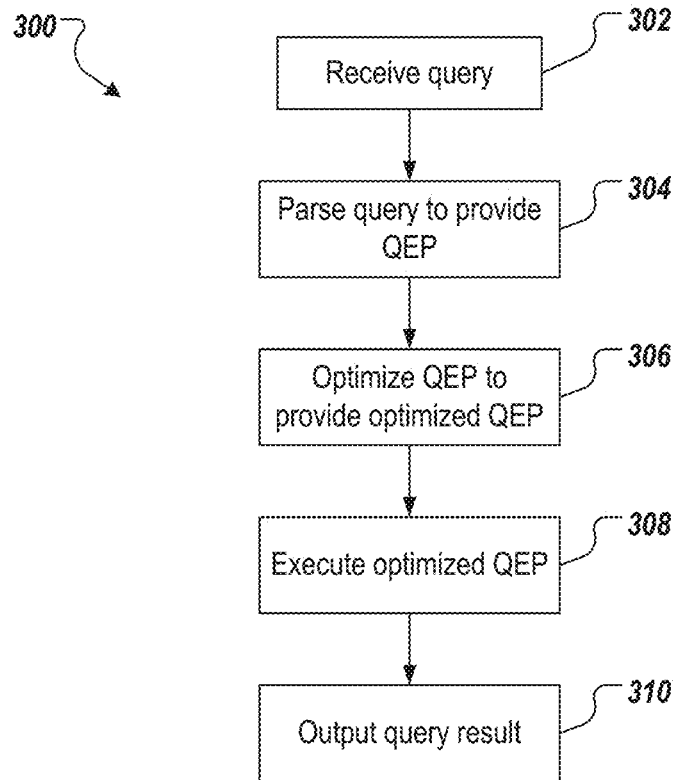 300
302
Receive query
304
Parse query to provide
QEP
306
Optimize QEP to
provide optimized QEP
308
Execute optimized QEP
310
Output query result